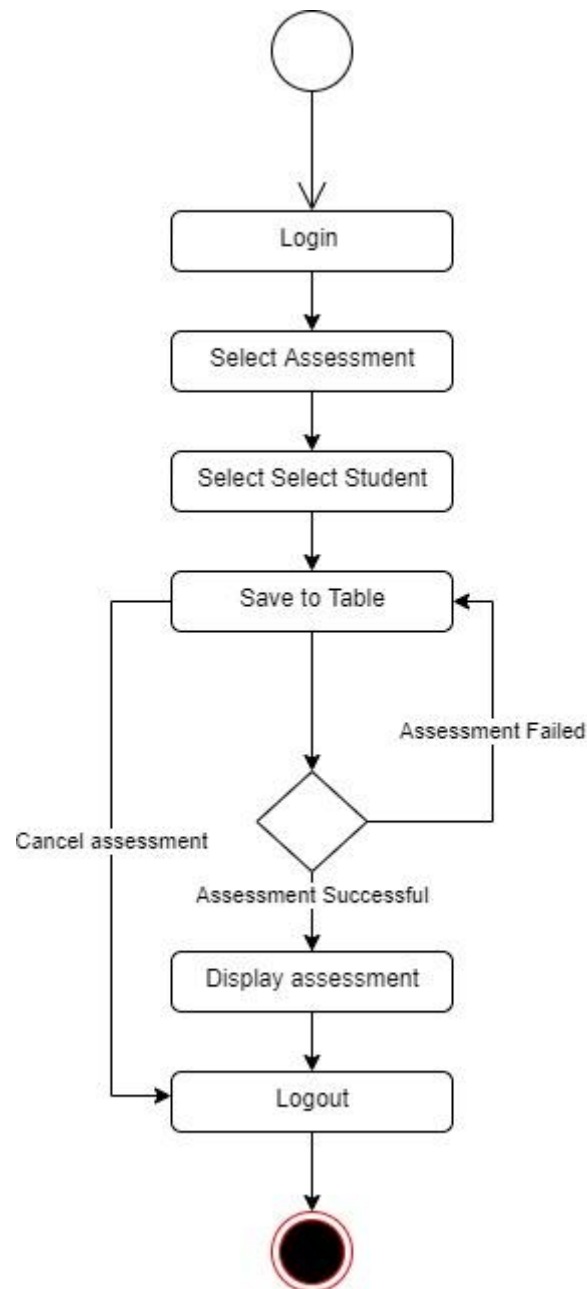 Login
Select Assessment
Select Select Student
Save to Table
Assessment Failed
Cancel assessment
Assessment Successful
Display assessment
Logout